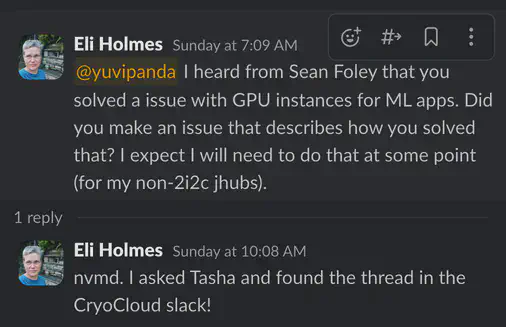 Eli Holmes Sunday at 7:09 AM
@yuvipanda I heard from Sean Foley that you
solved a issue with GPU instances for ML apps. Did
you make an issue that describes how you solved
that? I expect I will need to do that at some point
(for my non-2i2c jhubs).
1 reply
Eli Holmes Sunday at 10:08 AM
nvmd. I asked Tasha and found the thread in the
CryoCloud slack!